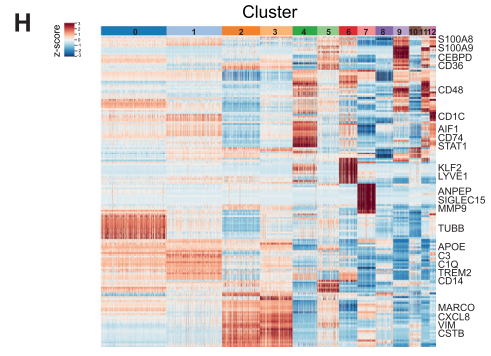 H
Cluster
z-score
0 1 2 3 4 5 6 7 8 9 10 11 12
S100A8
S100A9
CEBPD
CD36
CD48
CD1C
AIF1
CD74
STAT1
KLF2
LYVE1
ANPEP
SIGLEC15
MMP9
TUBB
APOE
C3
C1Q
TREM2
CD14
MARCO
CXCL8
VIM
CSTB